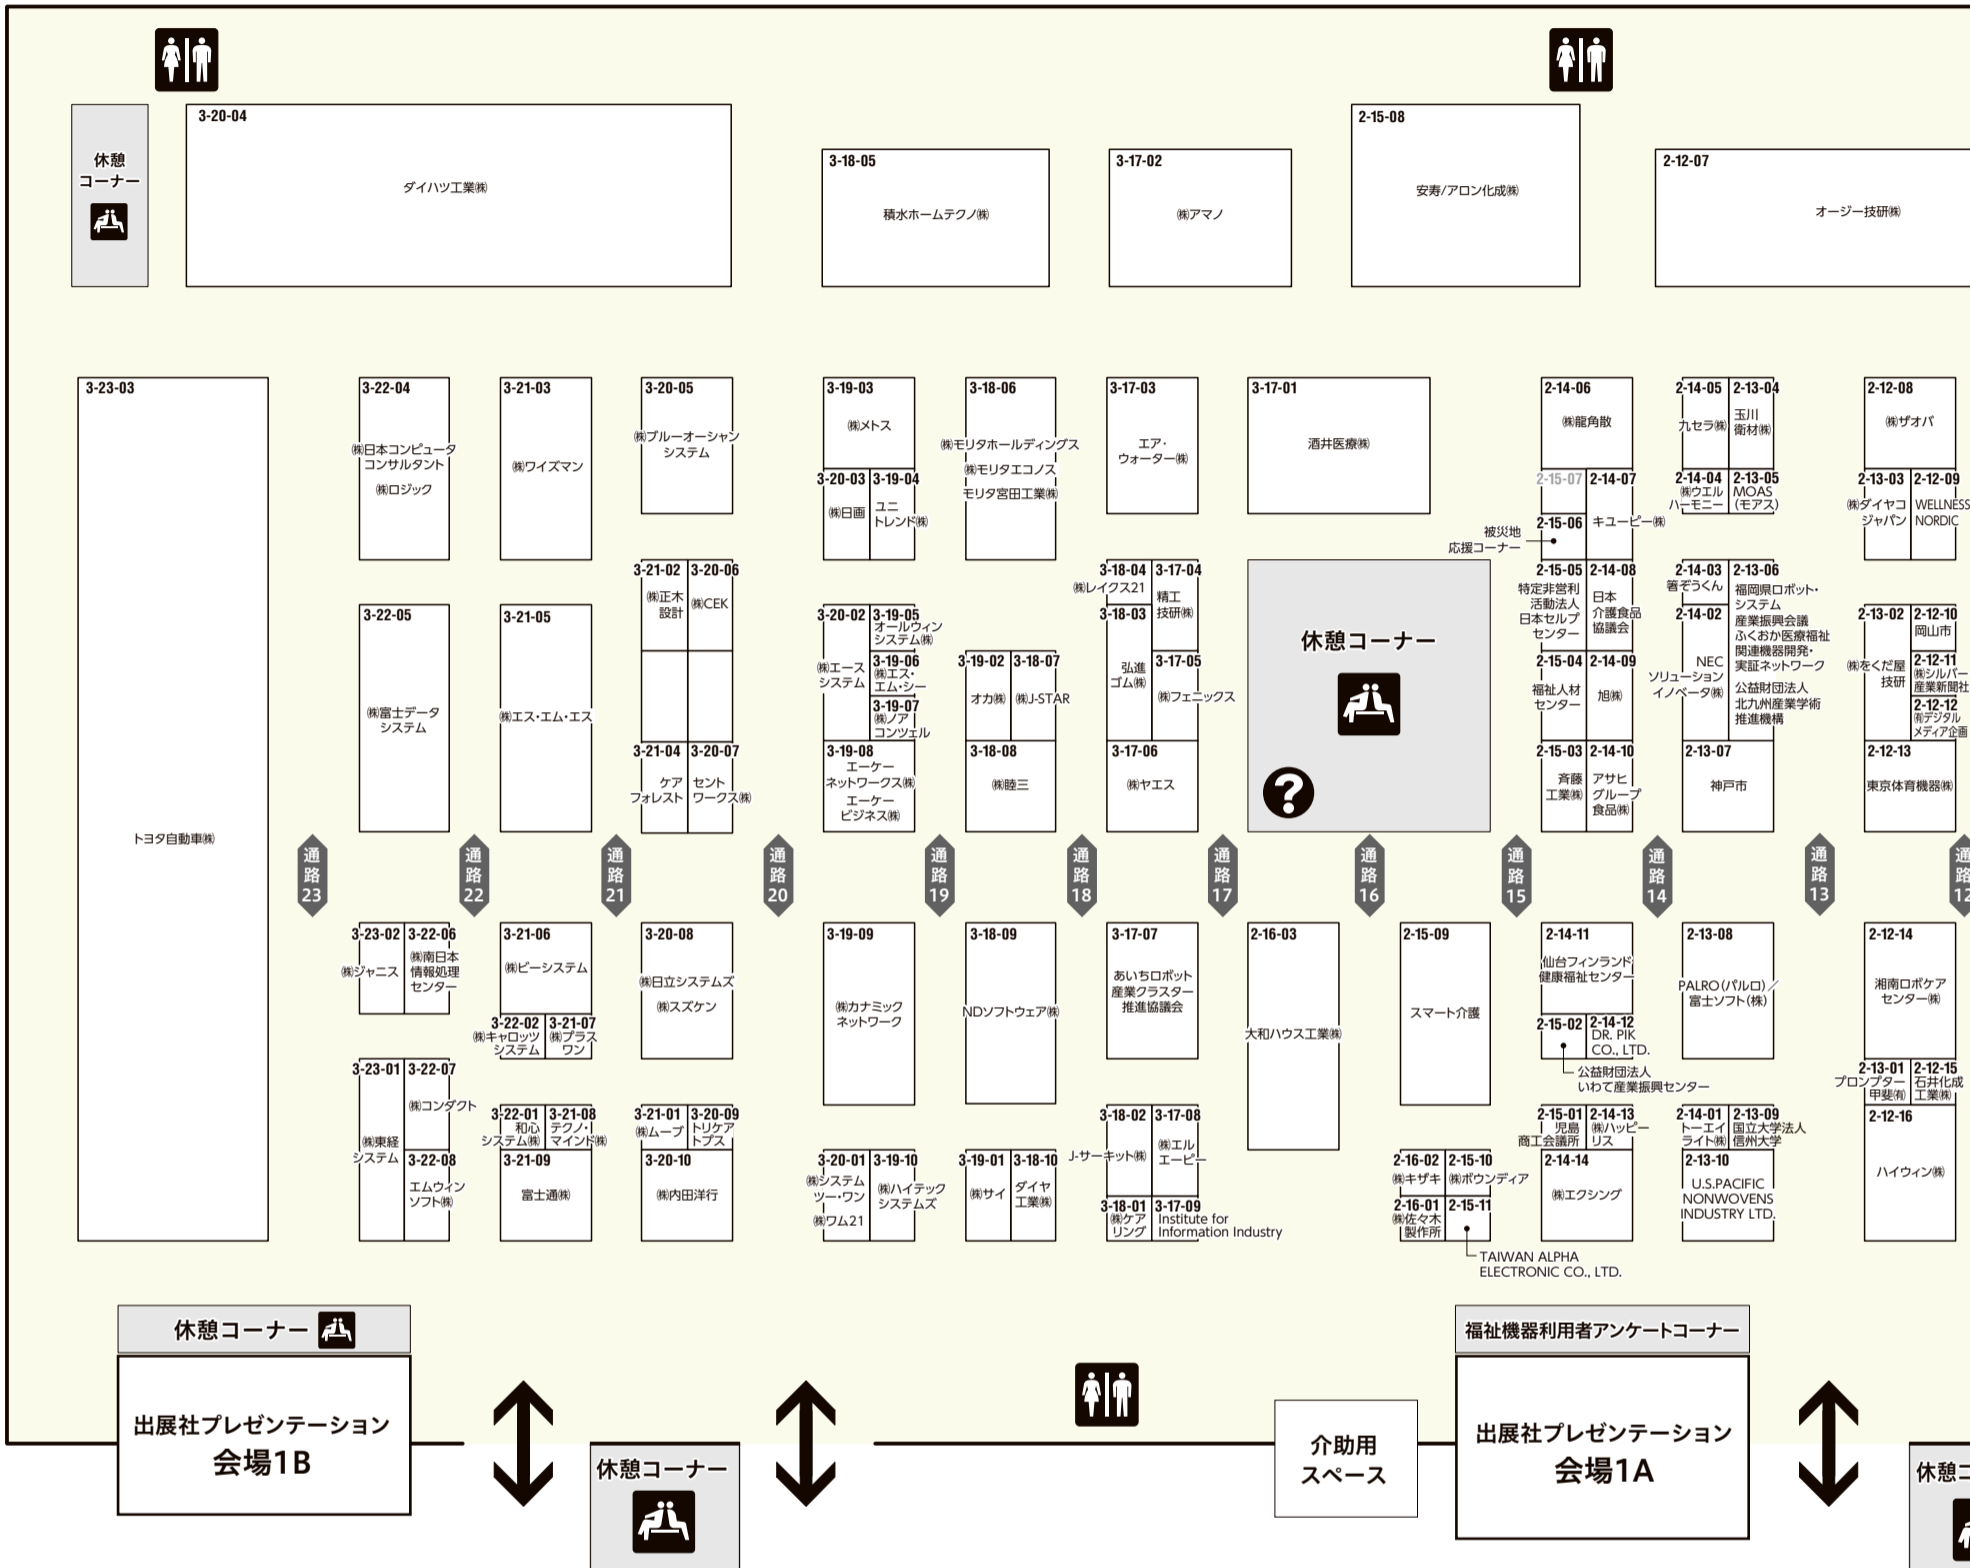 3-20-04
ダイハツ工業㈱
休憩
コーナー
3-18-05
積水ホームテクノ㈱
3-17-02
㈱アマノ
2-15-08
安寿/アロン化成㈱
2-12-07
オージー技研㈱
3-23-03
トヨタ自動車㈱
3-22-04
㈱日本コンピュータ
コンサルタント
㈱ロジック
3-21-03
㈱ワイズマン
3-20-05
㈱ブルーオーシャン
システム
3-19-03
㈱メトス
3-20-03
㈱日画
3-19-04
ユニ
トレンド㈱
3-18-06
㈱モリタホールディングス
㈱モリタエコノス
モリタ宮田工業㈱
3-17-03
エア・
ウォーター㈱
3-17-01
酒井医療㈱
2-14-06
㈱龍角散
2-15-07
2-14-07
キユーピー㈱
2-15-06
被災地
応援コーナー
2-14-05
九セラ㈱
2-13-04
玉川
衛材㈱
2-14-04
㈱ウエル
ハーモニー
2-13-05
MOAS
(モアス)
2-12-08
㈱ザオバ
2-13-03
㈱ダイヤコ
ジャパン
2-12-09
WELLNESS
NORDIC
3-22-05
㈱富士データ
システム
3-21-05
㈱エス・エム・エス
3-21-02
㈱正木
設計
3-20-06
㈱CEK
3-21-04
ケア
フォレスト
3-20-07
セント
ワークス㈱
3-20-02
㈱エース
システム
3-19-05
オールウィン
システム㈱
3-19-06
㈱エス・
エム・シー
3-19-07
㈱ノア
コンツェル
3-19-08
エーケー
ネットワークス㈱
エーケー
ビジネス㈱
3-19-02
オカ㈱
3-18-07
㈱J-STAR
3-18-08
㈱睦三
3-18-04
㈱レイクス21
3-17-04
精工
技研㈱
3-18-03
弘進
ゴム㈱
3-17-05
㈱フェニックス
3-17-06
㈱ヤエス
休憩コーナー
?
2-15-05
特定非営利
活動法人
日本セルプ
センター
2-14-08
日本
介護食品
協議会
2-15-04
福祉人材
センター
2-14-09
旭㈱
2-15-03
斉藤
工業㈱
2-14-10
アサヒ
グループ
食品㈱
2-14-03
箸ぞうくん
2-14-02
NEC
ソリューション
イノベータ㈱
2-13-06
福岡県ロボット・
システム
産業振興会議
ふくおか医療福祉
関連機器開発・
実証ネットワーク
公益財団法人
北九州産業学術
推進機構
2-13-07
神戸市
2-13-02
㈱をくだ屋
技研
2-12-10
岡山市
2-12-11
㈱シルバー
産業新聞社
2-12-12
㈲デジタル
メディア企画
2-12-13
東京体育機器㈱
通路23
通路22
通路21
通路20
通路19
通路18
通路17
通路16
通路15
通路14
通路13
通路12
3-23-02
㈱ジャニス
3-22-06
㈱南日本
情報処理
センター
3-21-06
㈱ビーシステム
3-22-02
㈱キャロッツ
システム
3-21-07
㈱プラス
ワン
3-20-08
㈱日立システムズ
㈱スズケン
3-19-09
㈱カナミック
ネットワーク
3-18-09
NDソフトウェア㈱
3-17-07
あいちロボット
産業クラスター
推進協議会
2-16-03
大和ハウス工業㈱
2-15-09
スマート介護
2-14-11
仙台フィンランド
健康福祉センター
2-15-02
2-14-12
DR. PIK
CO., LTD.
公益財団法人
いわて産業振興センター
2-13-08
PALRO(パルロ)/
富士ソフト(株)
2-12-14
湘南ロボケア
センター㈱
3-23-01
㈱東経
システム
3-22-07
㈱コンダクト
3-22-08
エムウィン
ソフト㈱
3-22-01
和心
システム㈱
3-21-08
テクノ・
マインド㈱
3-21-09
富士通㈱
3-21-01
㈱ムーブ
3-20-09
トリケア
トプス
3-20-10
㈱内田洋行
3-20-01
㈱システム
ツー・ワン
㈱ワム21
3-19-10
㈱ハイテック
システムズ
3-19-01
㈱サイ
3-18-10
ダイヤ
工業㈱
3-18-02
J-サーキット㈱
3-17-08
㈱エル
エーピー
3-18-01
㈱ケア
リング
3-17-09
Institute for
Information Industry
2-16-02
㈱キザキ
2-15-10
㈱ボウンディア
2-16-01
㈱佐々木
製作所
2-15-11
TAIWAN ALPHA
ELECTRONIC CO., LTD.
2-15-01
児島
商工会議所
2-14-13
㈱ハッピー
リス
2-14-14
㈱エクシング
2-14-01
トーエイ
ライト㈱
2-13-09
国立大学法人
信州大学
2-13-10
U.S.PACIFIC
NONWOVENS
INDUSTRY LTD.
2-13-01
プロンプター
甲斐㈲
2-12-15
石井化成
工業㈱
2-12-16
ハイウィン㈱
休憩コーナー
出展社プレゼンテーション
会場1B
休憩コーナー
介助用
スペース
福祉機器利用者アンケートコーナー
出展社プレゼンテーション
会場1A
休憩コ